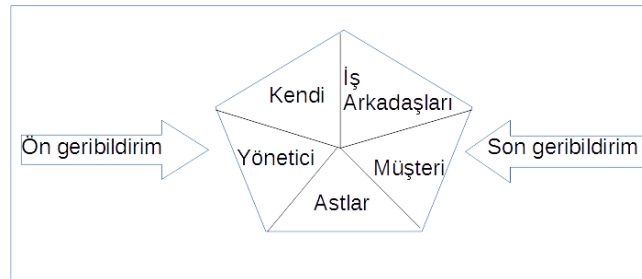 Kendi
İş
Arkadaşları
Ön geribildirim
Yönetici
Müşteri
Son geribildirim
Astlar